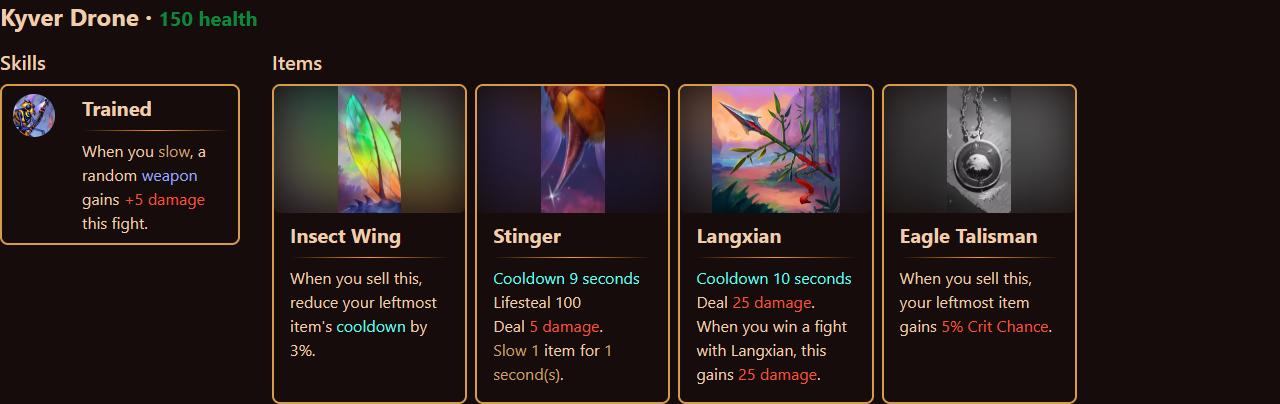 Kyver Drone · 150 health
Skills
Trained
When you slow, a
random weapon
gains +5 damage
this fight.
Items
Insect Wing
When you sell this,
reduce your leftmost
item's cooldown by
3%.
Stinger
Cooldown 9 seconds
Lifesteal 100
Deal 5 damage.
Slow 1 item for 1
second(s).
Langxian
Cooldown 10 seconds
Deal 25 damage.
When you win a fight
with Langxian, this
gains 25 damage.
Eagle Talisman
When you sell this,
your leftmost item
gains 5% Crit Chance.